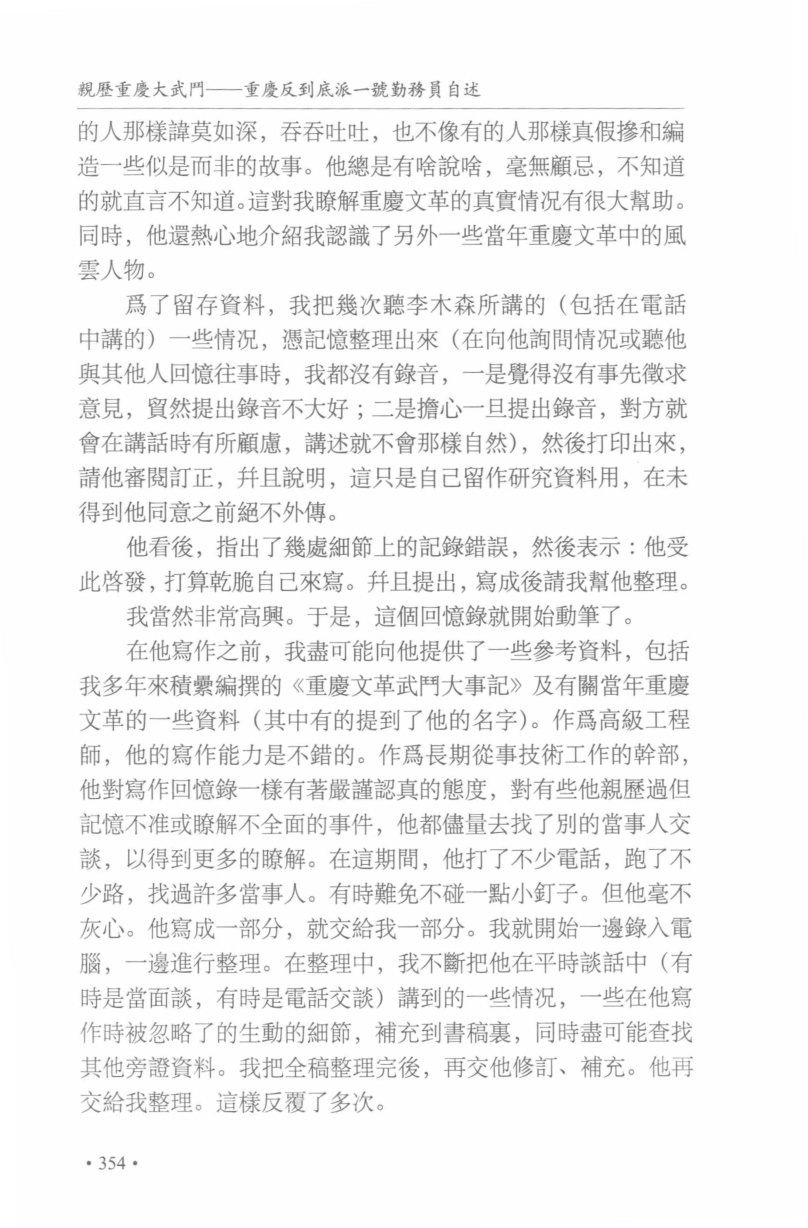 親歷重慶大武鬥——重慶反到底派一號勤務員自述
的人那樣諱莫如深，吞吞吐吐，也不像有的人那樣真假摻和編
造一些似是而非的故事。他總是有啥說啥，毫無顧忌，不知道
的就直言不知道。這對我瞭解重慶文革的真實情况有很大幫助。
同時，他還熱心地介紹我認識了另外一些當年重慶文革中的風
雲人物。
爲了留存資料，我把幾次聽李木森所講的（包括在電話
中講的）一些情况，憑記憶整理出來（在向他詢問情况或聽他
與其他人回憶往事時，我都沒有錄音，一是覺得沒有事先徵求
意見，貿然提出錄音不大好；二是擔心一旦提出錄音，對方就
會在講話時有所顧慮，講述就不會那樣自然），然後打印出來，
請他審閱訂正，幷且說明，這只是自己留作研究資料用，在未
得到他同意之前絕不外傳。
他看後，指出了幾處細節上的記錄錯誤，然後表示：他受
此啓發，打算乾脆自己來寫。幷且提出，寫成後請我幫他整理。
我當然非常高興。于是，這個回憶錄就開始動筆了。
在他寫作之前，我盡可能向他提供了一些參考資料，包括
我多年來積纍編撰的《重慶文革武鬥大事記》及有關當年重慶
文革的一些資料（其中有的提到了他的名字）。作爲高級工程
師，他的寫作能力是不錯的。作爲長期從事技術工作的幹部，
他對寫作回憶錄一樣有著嚴謹認真的態度，對有些他親歷過但
記憶不准或瞭解不全面的事件，他都儘量去找了別的當事人交
談，以得到更多的瞭解。在這期間，他打了不少電話，跑了不
少路，找過許多當事人。有時難免不碰一點小釘子。但他毫不
灰心。他寫成一部分，就交給我一部分。我就開始一邊錄入電
腦，一邊進行整理。在整理中，我不斷把他在平時談話中（有
時是當面談，有時是電話交談）講到的一些情况，一些在他寫
作時被忽略了的生動的細節，補充到書稿裏，同時盡可能查找
其他旁證資料。我把全稿整理完後，再交他修訂、補充。他再
交給我整理。這樣反覆了多次。
• 354 •